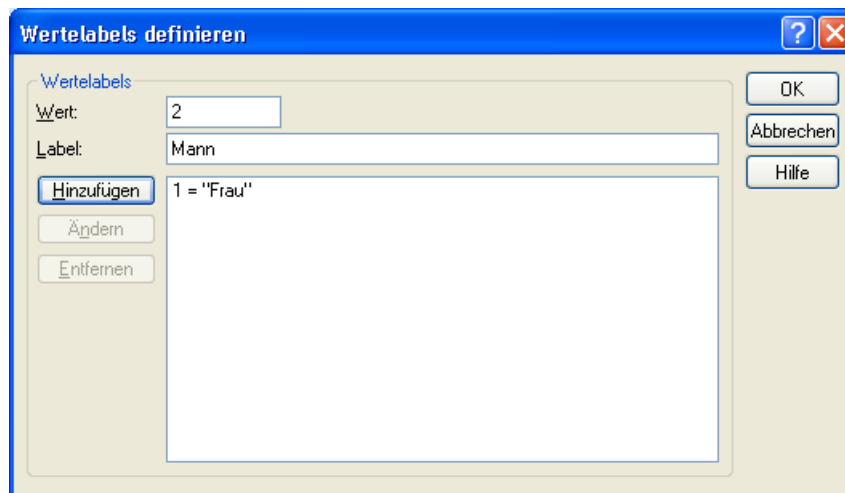 Wertelabels definieren
Wertelabels
Wert: 2
Label: Mann
Hinzufügen
1 = "Frau"
Ändern
Entfernen
OK
Abbrechen
Hilfe